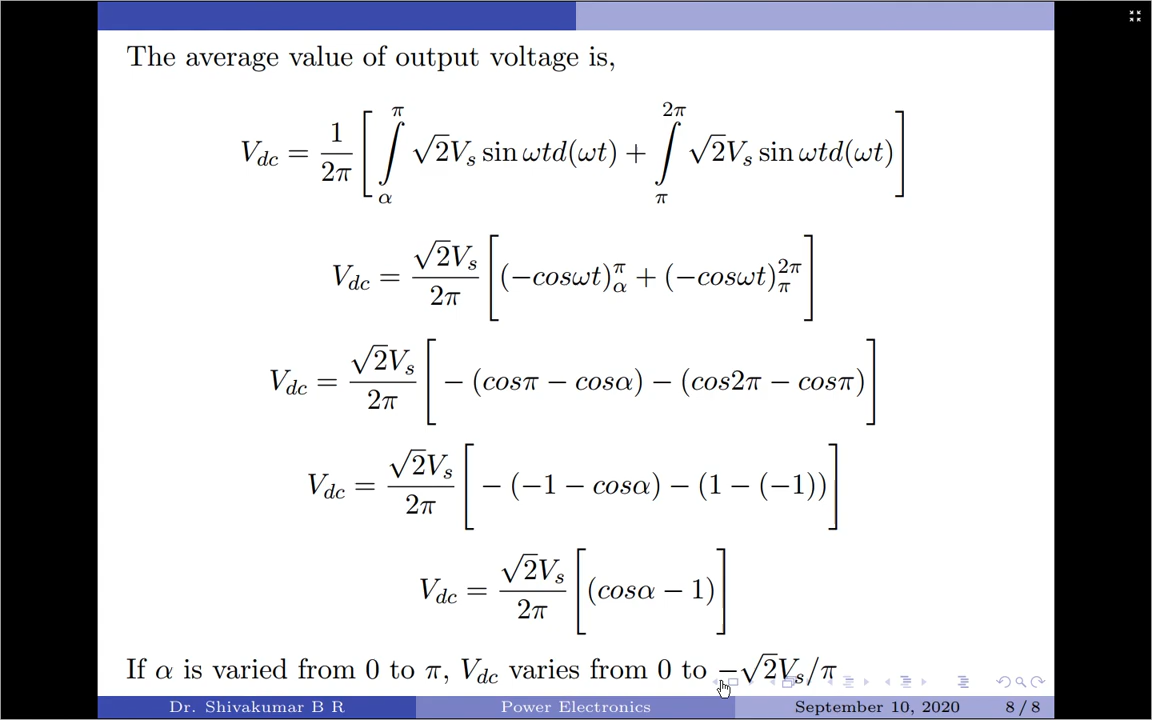 The average value of output voltage is,
V_dc = 1/2π [ ∫_α^π √2V_s sin ωtd(ωt) + ∫_π^2π √2V_s sin ωtd(ωt) ]
V_dc = √2V_s/2π [ (−cosωt)_α^π + (−cosωt)_π^2π ]
V_dc = √2V_s/2π [ − (cosπ − cosα) − (cos2π − cosπ) ]
V_dc = √2V_s/2π [ − (−1 − cosα) − (1 − (−1)) ]
V_dc = √2V_s/2π [ (cosα − 1) ]
If α is varied from 0 to π, V_dc varies from 0 to −√2V_s/π
Dr. Shivakumar B R Power Electronics September 10, 2020 8 / 8